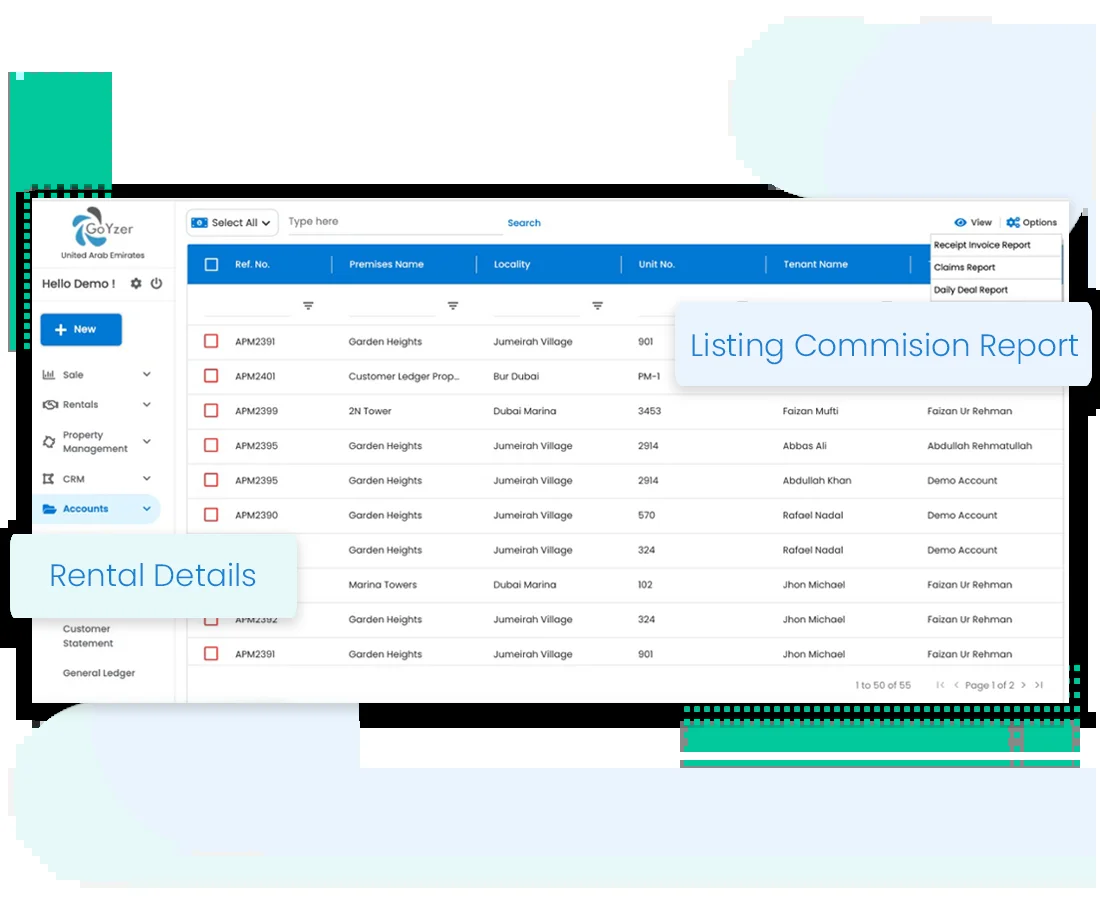 GoYzer
United Arab Emirates
Hello Demo !
New
Sale
Rentals
Property
Management
CRM
Accounts
Rental Details
Customer
Statement
General Ledger
Select All Type here Search View Options
Receipt Invoice Report
Claims Report
Daily Deal Report
Listing Commision Report
Ref. No. Premises Name Locality Unit No. Tenant Name
APM2391 Garden Heights Jumeirah Village 901
APM2401 Customer Ledger Prop... Bur Dubai PM-1
APM2399 2N Tower Dubai Marina 3453 Faizan Mufti Faizan Ur Rehman
APM2395 Garden Heights Jumeirah Village 2914 Abbas Ali Abdullah Rehmatullah
APM2395 Garden Heights Jumeirah Village 2914 Abdullah Khan Demo Account
APM2390 Garden Heights Jumeirah Village 570 Rafael Nadal Demo Account
Garden Heights Jumeirah Village 324 Rafael Nadal Demo Account
Marina Towers Dubai Marina 102 Jhon Michael Faizan Ur Rehman
APM2392 Garden Heights Jumeirah Village 324 Jhon Michael Faizan Ur Rehman
APM2391 Garden Heights Jumeirah Village 901 Jhon Michael Faizan Ur Rehman
1 to 50 of 55 Page 1 of 2